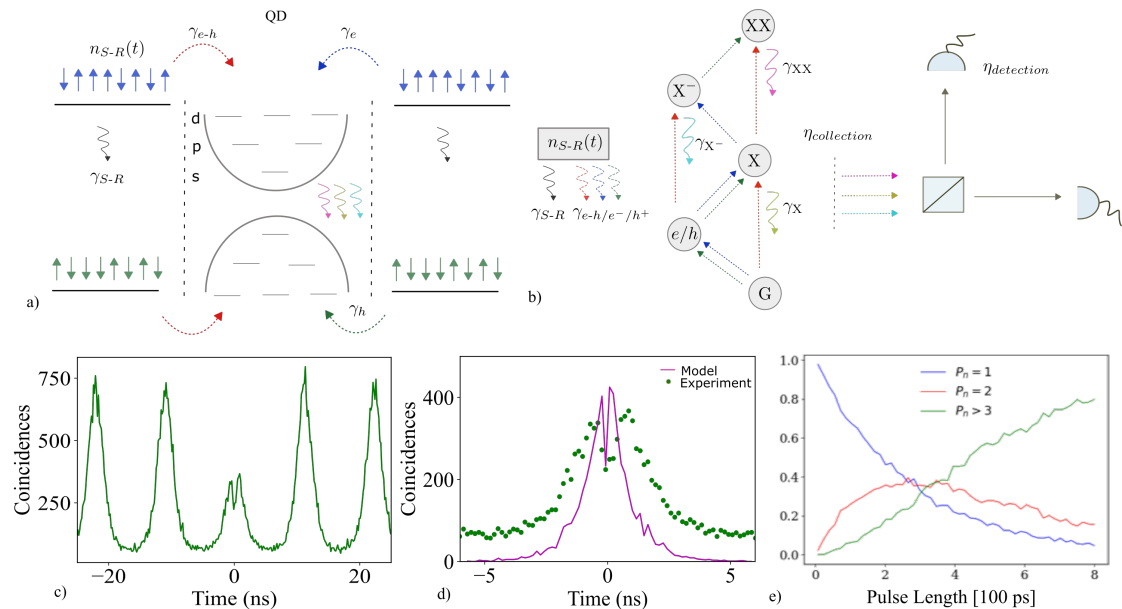 QD
γ_{e-h}
γ_e
n_{S-R}(t)
d
p
s
γ_{S-R}
γ_h
a)
XX
γ_{XX}
X⁻
γ_{X⁻}
n_{S-R}(t)
X
γ_{S-R} γ_{e-h/e⁻/h⁺}
γ_X
e/h
G
η_{collection}
η_{detection}
b)
Coincidences
750
500
250
−20 0 20
Time (ns)
c)
Coincidences
400
200
0
Model
Experiment
−5 0 5
Time (ns)
d)
1.0
0.8
0.6
0.4
0.2
0.0
P_n = 1
P_n = 2
P_n > 3
0 2 4 6 8
Pulse Length [100 ps]
e)